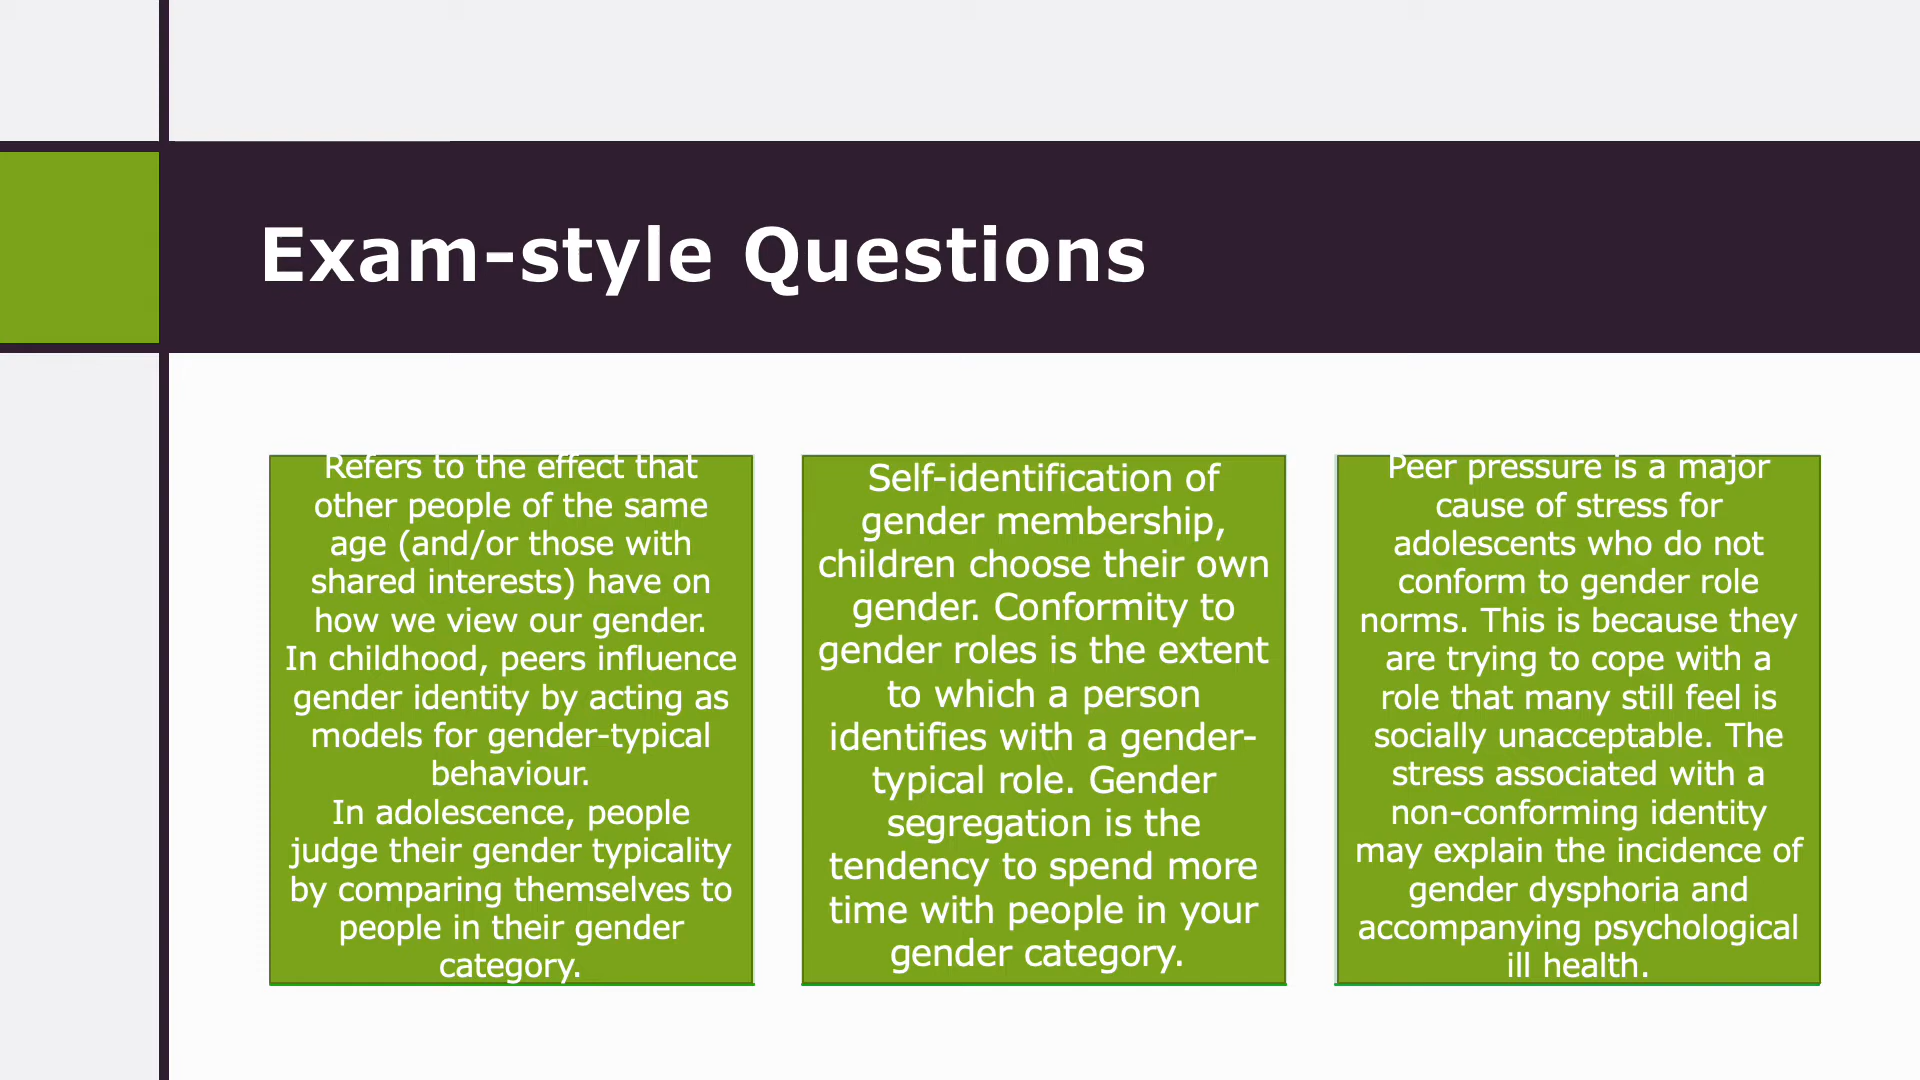 Exam-style Questions
Refers to the effect that
other people of the same
age (and/or those with
shared interests) have on
how we view our gender.
In childhood, peers influence
gender identity by acting as
models for gender-typical
behaviour.
In adolescence, people
judge their gender typicality
by comparing themselves to
people in their gender
category.
Self-identification of
gender membership,
children choose their own
gender. Conformity to
gender roles is the extent
to which a person
identifies with a gender-
typical role. Gender
segregation is the
tendency to spend more
time with people in your
gender category.
Peer pressure is a major
cause of stress for
adolescents who do not
conform to gender role
norms. This is because they
are trying to cope with a
role that many still feel is
socially unacceptable. The
stress associated with a
non-conforming identity
may explain the incidence of
gender dysphoria and
accompanying psychological
ill health.